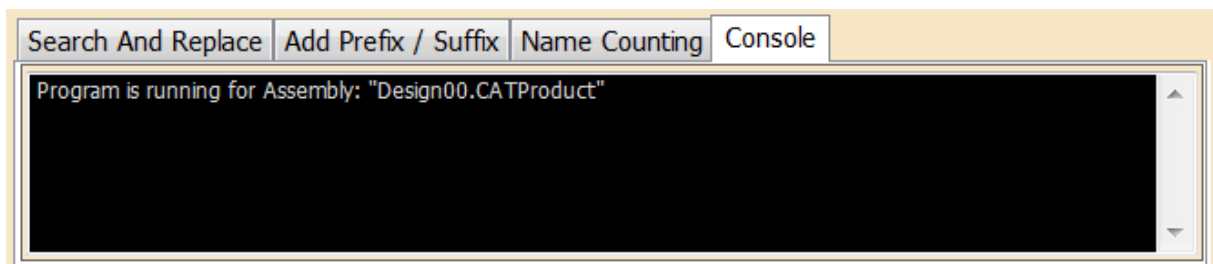 Search And Replace Add Prefix / Suffix Name Counting Console
Program is running for Assembly: "Design00.CATProduct"